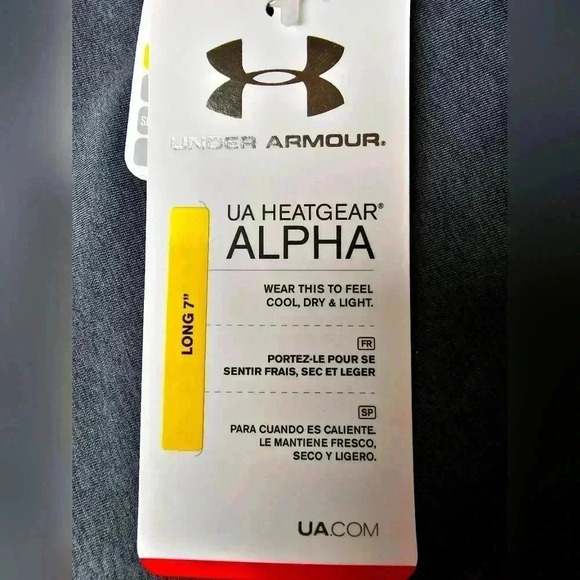 UNDER ARMOUR.
UA HEATGEAR®
ALPHA
LONG 7”
WEAR THIS TO FEEL
COOL, DRY & LIGHT.
FR
PORTEZ-LE POUR SE
SENTIR FRAIS, SEC ET LEGER
SP
PARA CUANDO ES CALIENTE.
LE MANTIENE FRESCO,
SECO Y LIGERO.
UA.COM